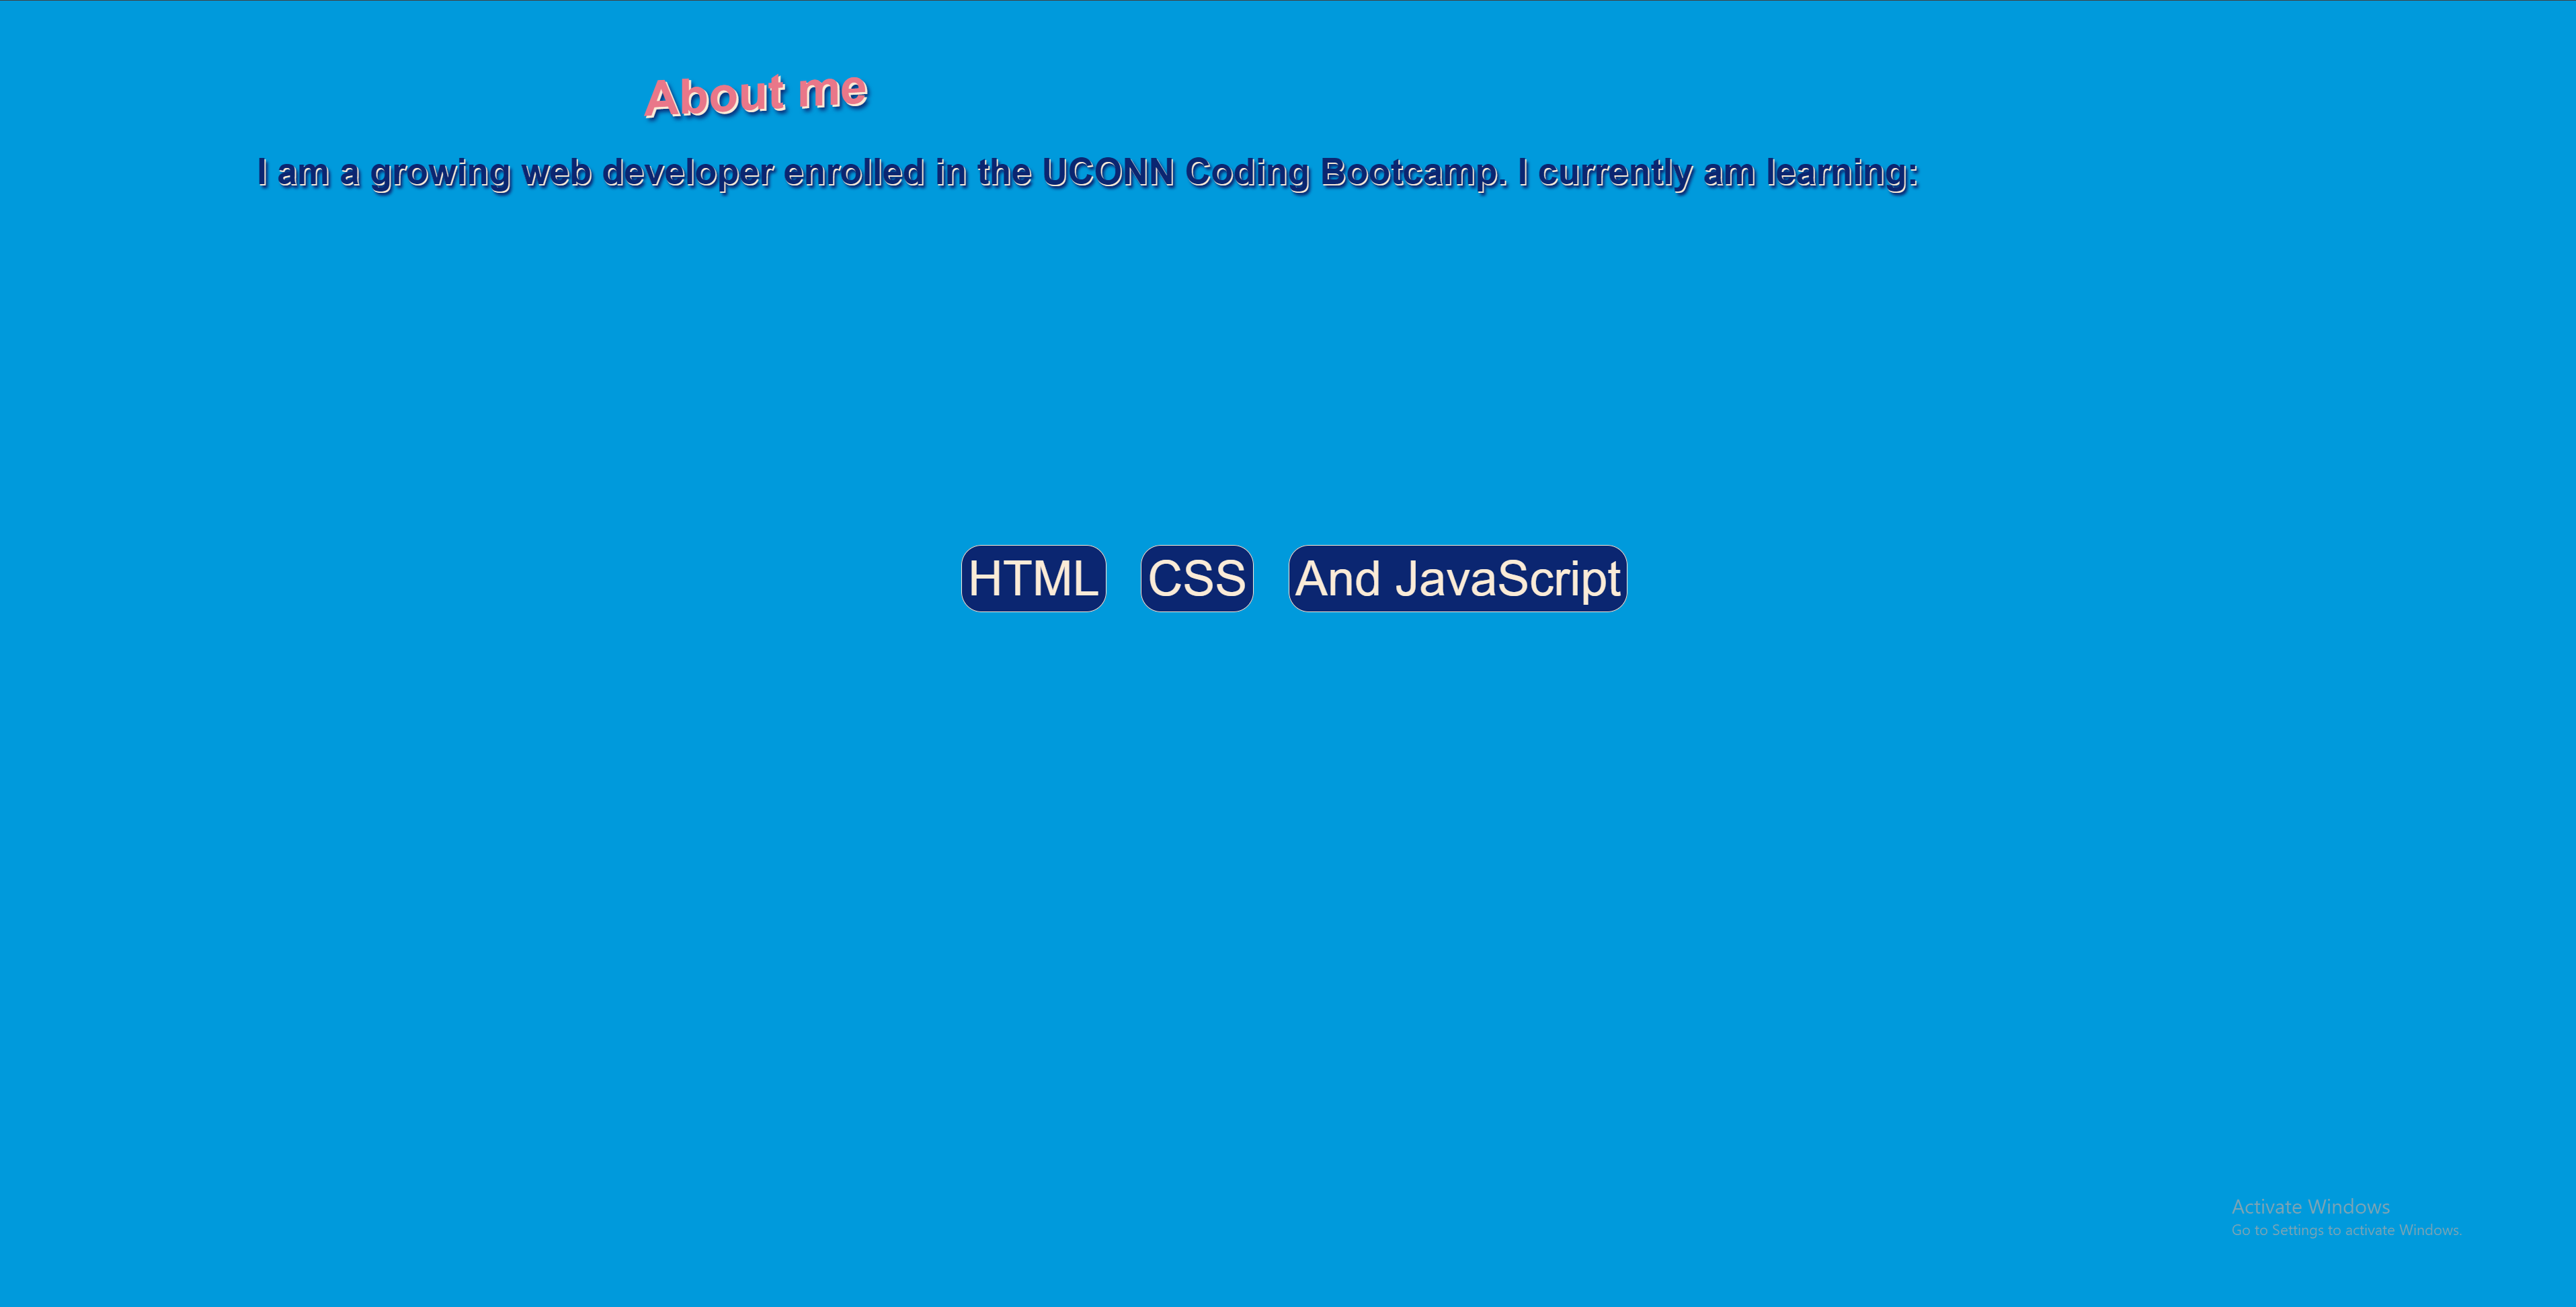 About me
I am a growing web developer enrolled in the UCONN Coding Bootcamp. I currently am learning:
HTML CSS And JavaScript
Activate Windows
Go to Settings to activate Windows.